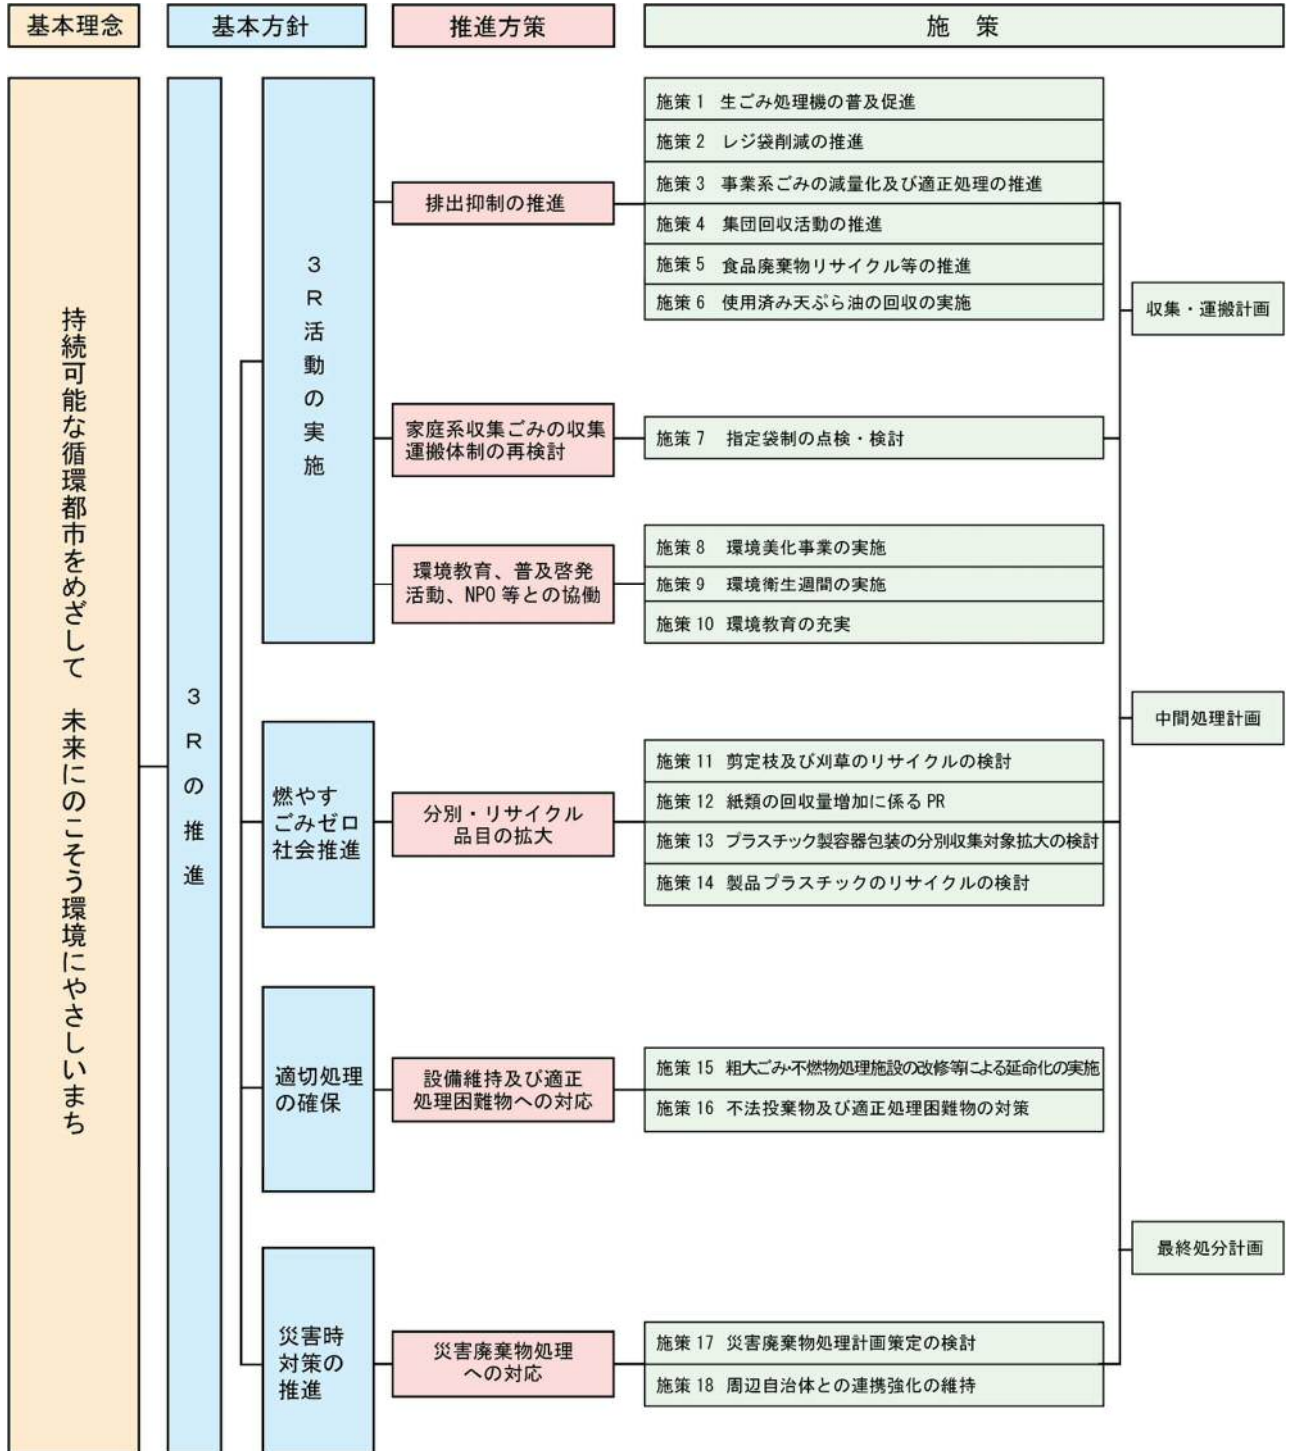 基本理念
基本方針
推進方策
施　策
持続可能な循環都市をめざして　未来にのこそう環境にやさしいまち
3Rの推進
3R活動の実施
排出抑制の推進
施策 1 生ごみ処理機の普及促進
施策 2 レジ袋削減の推進
施策 3 事業系ごみの減量化及び適正処理の推進
施策 4 集団回収活動の推進
施策 5 食品廃棄物リサイクル等の推進
施策 6 使用済み天ぷら油の回収の実施
家庭系収集ごみの収集
運搬体制の再検討
施策 7 指定袋制の点検・検討
環境教育、普及啓発
活動、NPO 等との協働
施策 8 環境美化事業の実施
施策 9 環境衛生週間の実施
施策 10 環境教育の充実
燃やす
ごみゼロ
社会推進
分別・リサイクル
品目の拡大
施策 11 剪定枝及び刈草のリサイクルの検討
施策 12 紙類の回収量増加に係る PR
施策 13 プラスチック製容器包装の分別収集対象拡大の検討
施策 14 製品プラスチックのリサイクルの検討
適切処理
の確保
設備維持及び適正
処理困難物への対応
施策 15 粗大ごみ・不燃物処理施設の改修等による延命化の実施
施策 16 不法投棄物及び適正処理困難物の対策
災害時
対策の
推進
災害廃棄物処理
への対応
施策 17 災害廃棄物処理計画策定の検討
施策 18 周辺自治体との連携強化の維持
収集・運搬計画
中間処理計画
最終処分計画